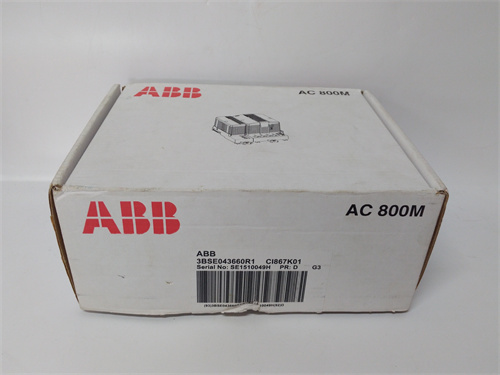 ABB
AC 800M
ABB
AC 800M
ABB
3BSE043660R1 CI867K01
Serial No: SE1510049H PR: D G3